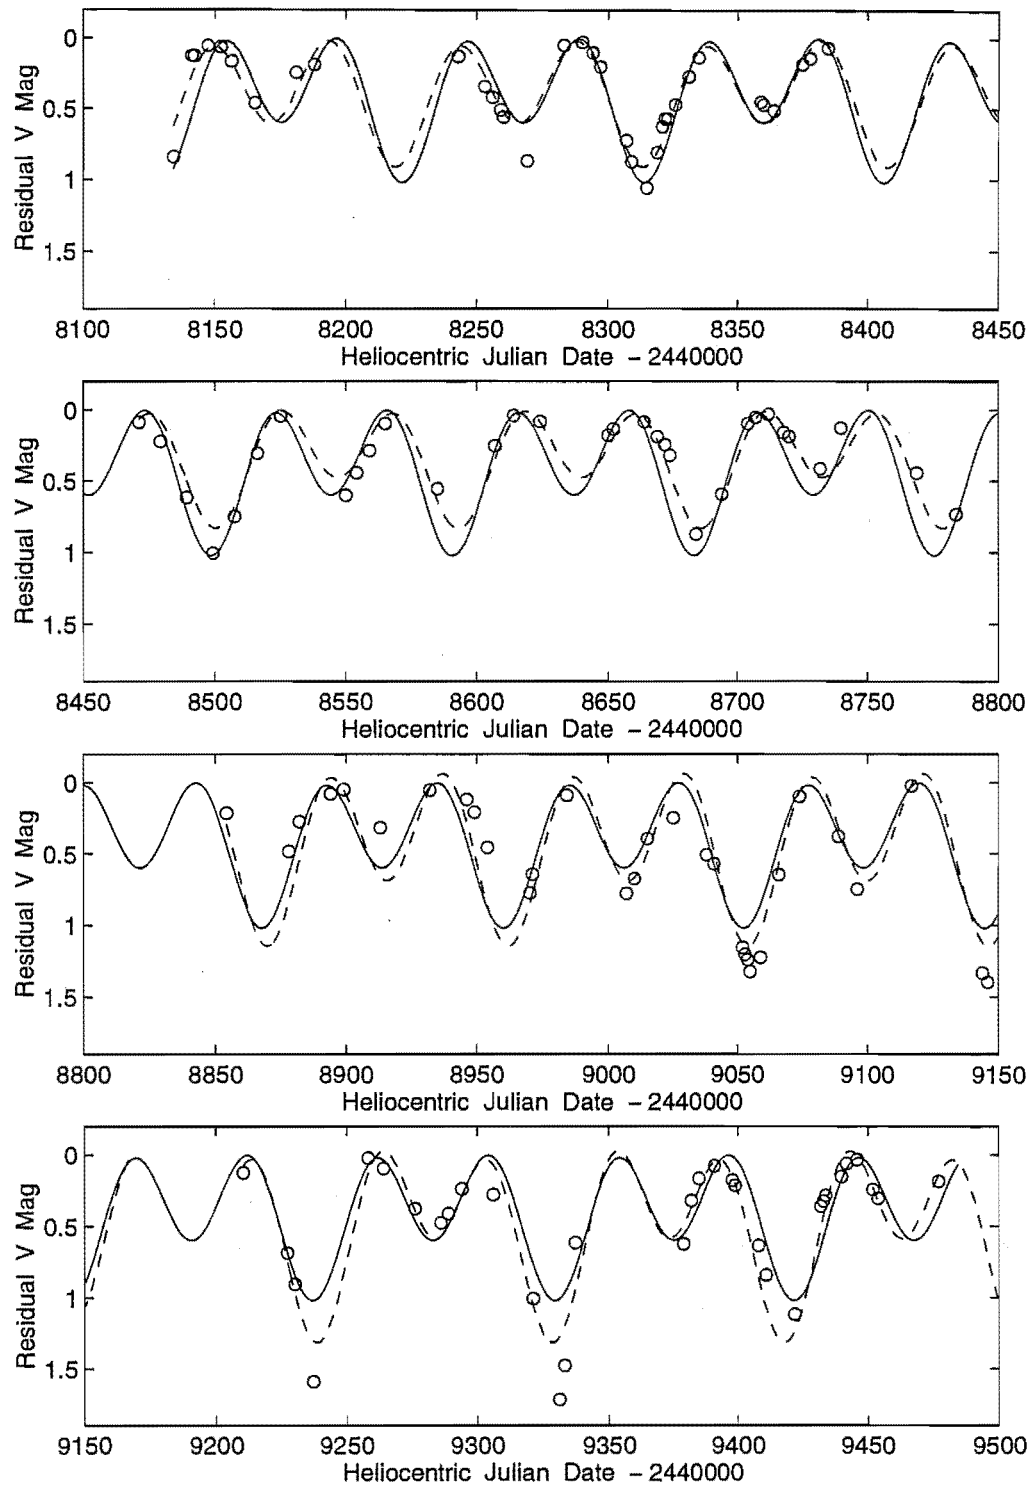 Residual V Mag
0
0.5
1
1.5
8100 8150 8200 8250 8300 8350 8400 8450
Heliocentric Julian Date – 2440000
Residual V Mag
0
0.5
1
1.5
8450 8500 8550 8600 8650 8700 8750 8800
Heliocentric Julian Date – 2440000
Residual V Mag
0
0.5
1
1.5
8800 8850 8900 8950 9000 9050 9100 9150
Heliocentric Julian Date – 2440000
Residual V Mag
0
0.5
1
1.5
9150 9200 9250 9300 9350 9400 9450 9500
Heliocentric Julian Date – 2440000